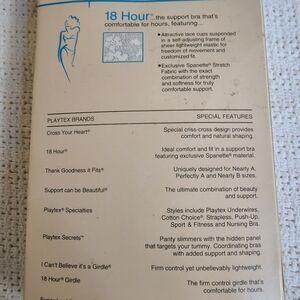 18 Hour™ the support bra that's
comfortable for hours, featuring...
• Attractive lace cups suspended
in a self-adjusting frame of
sheer lightweight elastic for
freedom of movement and
customized fit.
• Exclusive Spanette® Stretch
Fabric with the exact
combination of strength
and softness for truly
comfortable support.
PLAYTEX BRANDS SPECIAL FEATURES
Cross Your Heart® Special criss-cross design provides
comfort and natural shaping.
18 Hour® Ideal comfort and fit in a support bra
featuring exclusive Spanette® material.
Thank Goodness it Fits® Uniquely designed for Nearly A
Perfectly A and Nearly B sizes.
Support can be Beautiful® The ultimate combination of beauty
and support.
Playtex® Specialties Styles include Playtex Underwires,
Cotton Choice®, Strapless, Push-Up,
Sport & Fitness and Nursing Bra.
Playtex Secrets™ Panty slimmers with the hidden panel
that targets your tummy. Coordinating bras
with added support and shaping.
I Can't Believe it's a Girdle® Firm control yet unbelievably lightweight.
18 Hour® Girdle The firm control girdle that's
comfortable for hours.